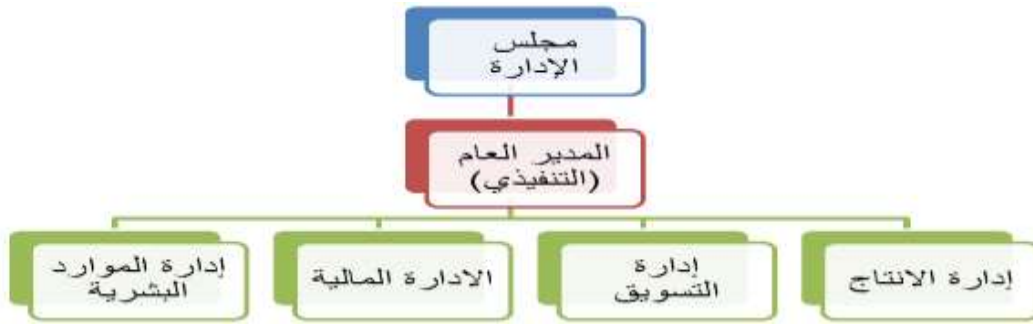 مجلس
الإدارة
المدير العام
(التنفيذي)
إدارة الانتاج
إدارة
التسويق
الادارة المالية
إدارة الموارد
البشرية